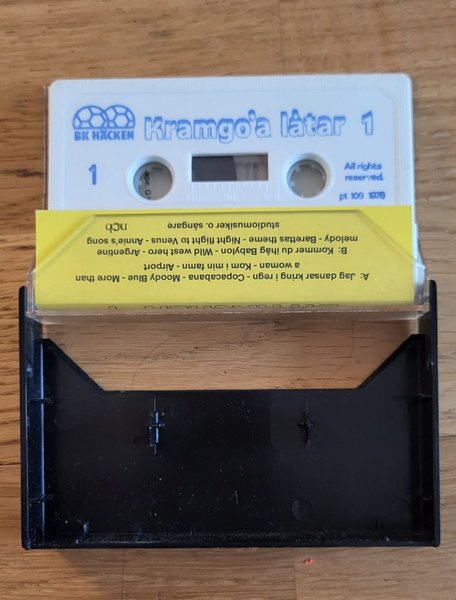 BK HÄCKEN
Kramgo'a låtar 1
1
All rights
reserved.
pt 109 1978
A: Jag dansar kring i regn - Copacabana - Moody Blue - More than
a woman - Kom i min famn - Airport
B: Kommer du ihåg Babylon - Wild west hero - Argentine
melody - Barettas theme - Night flight to Venus - Annie's song
studiomusiker o. sångare
ncb